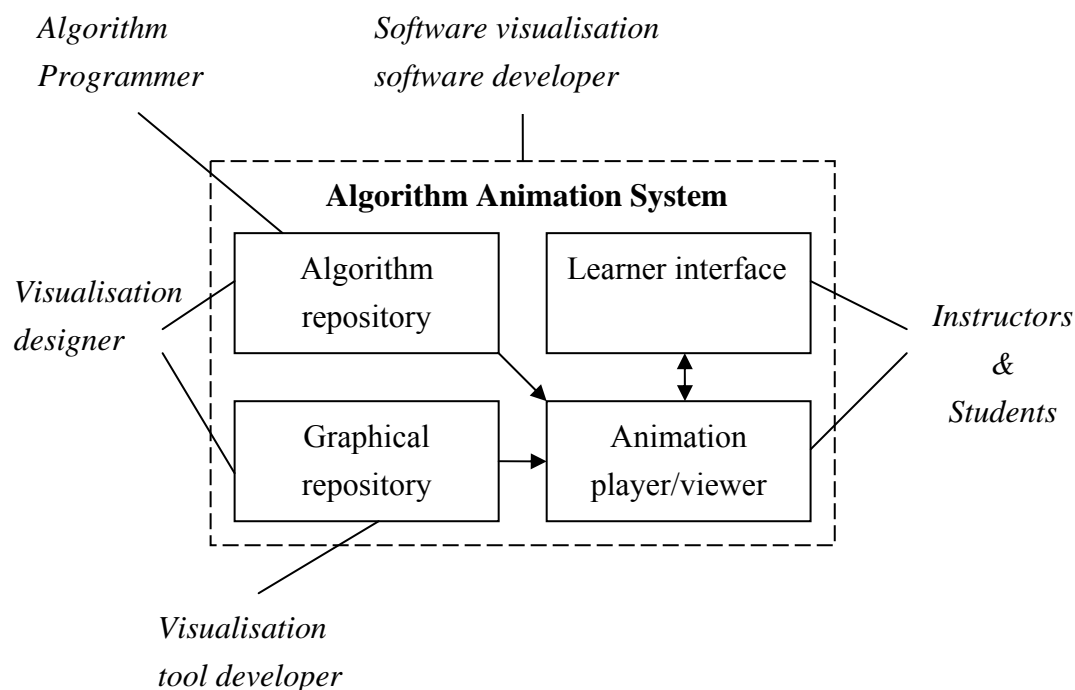 Algorithm
Programmer
Software visualisation
software developer
Algorithm Animation System
Algorithm
repository
Learner interface
Visualisation
designer
Instructors
&
Students
Graphical
repository
Animation
player/viewer
Visualisation
tool developer